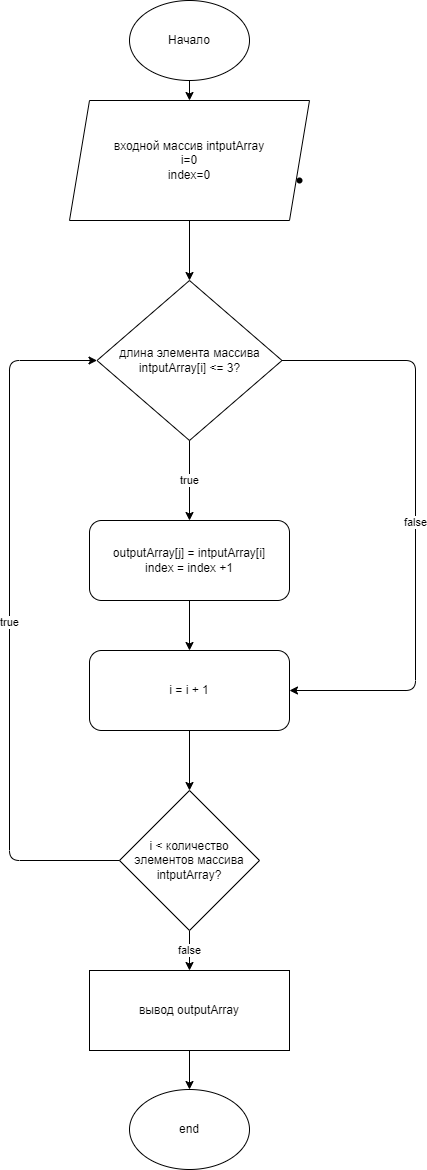 Начало
входной массив intputArray
i=0
index=0
длина элемента массива
intputArray[i] <= 3?
true
false
outputArray[j] = intputArray[i]
index = index +1
true
i = i + 1
i < количество
элементов массива
intputArray?
false
вывод outputArray
end